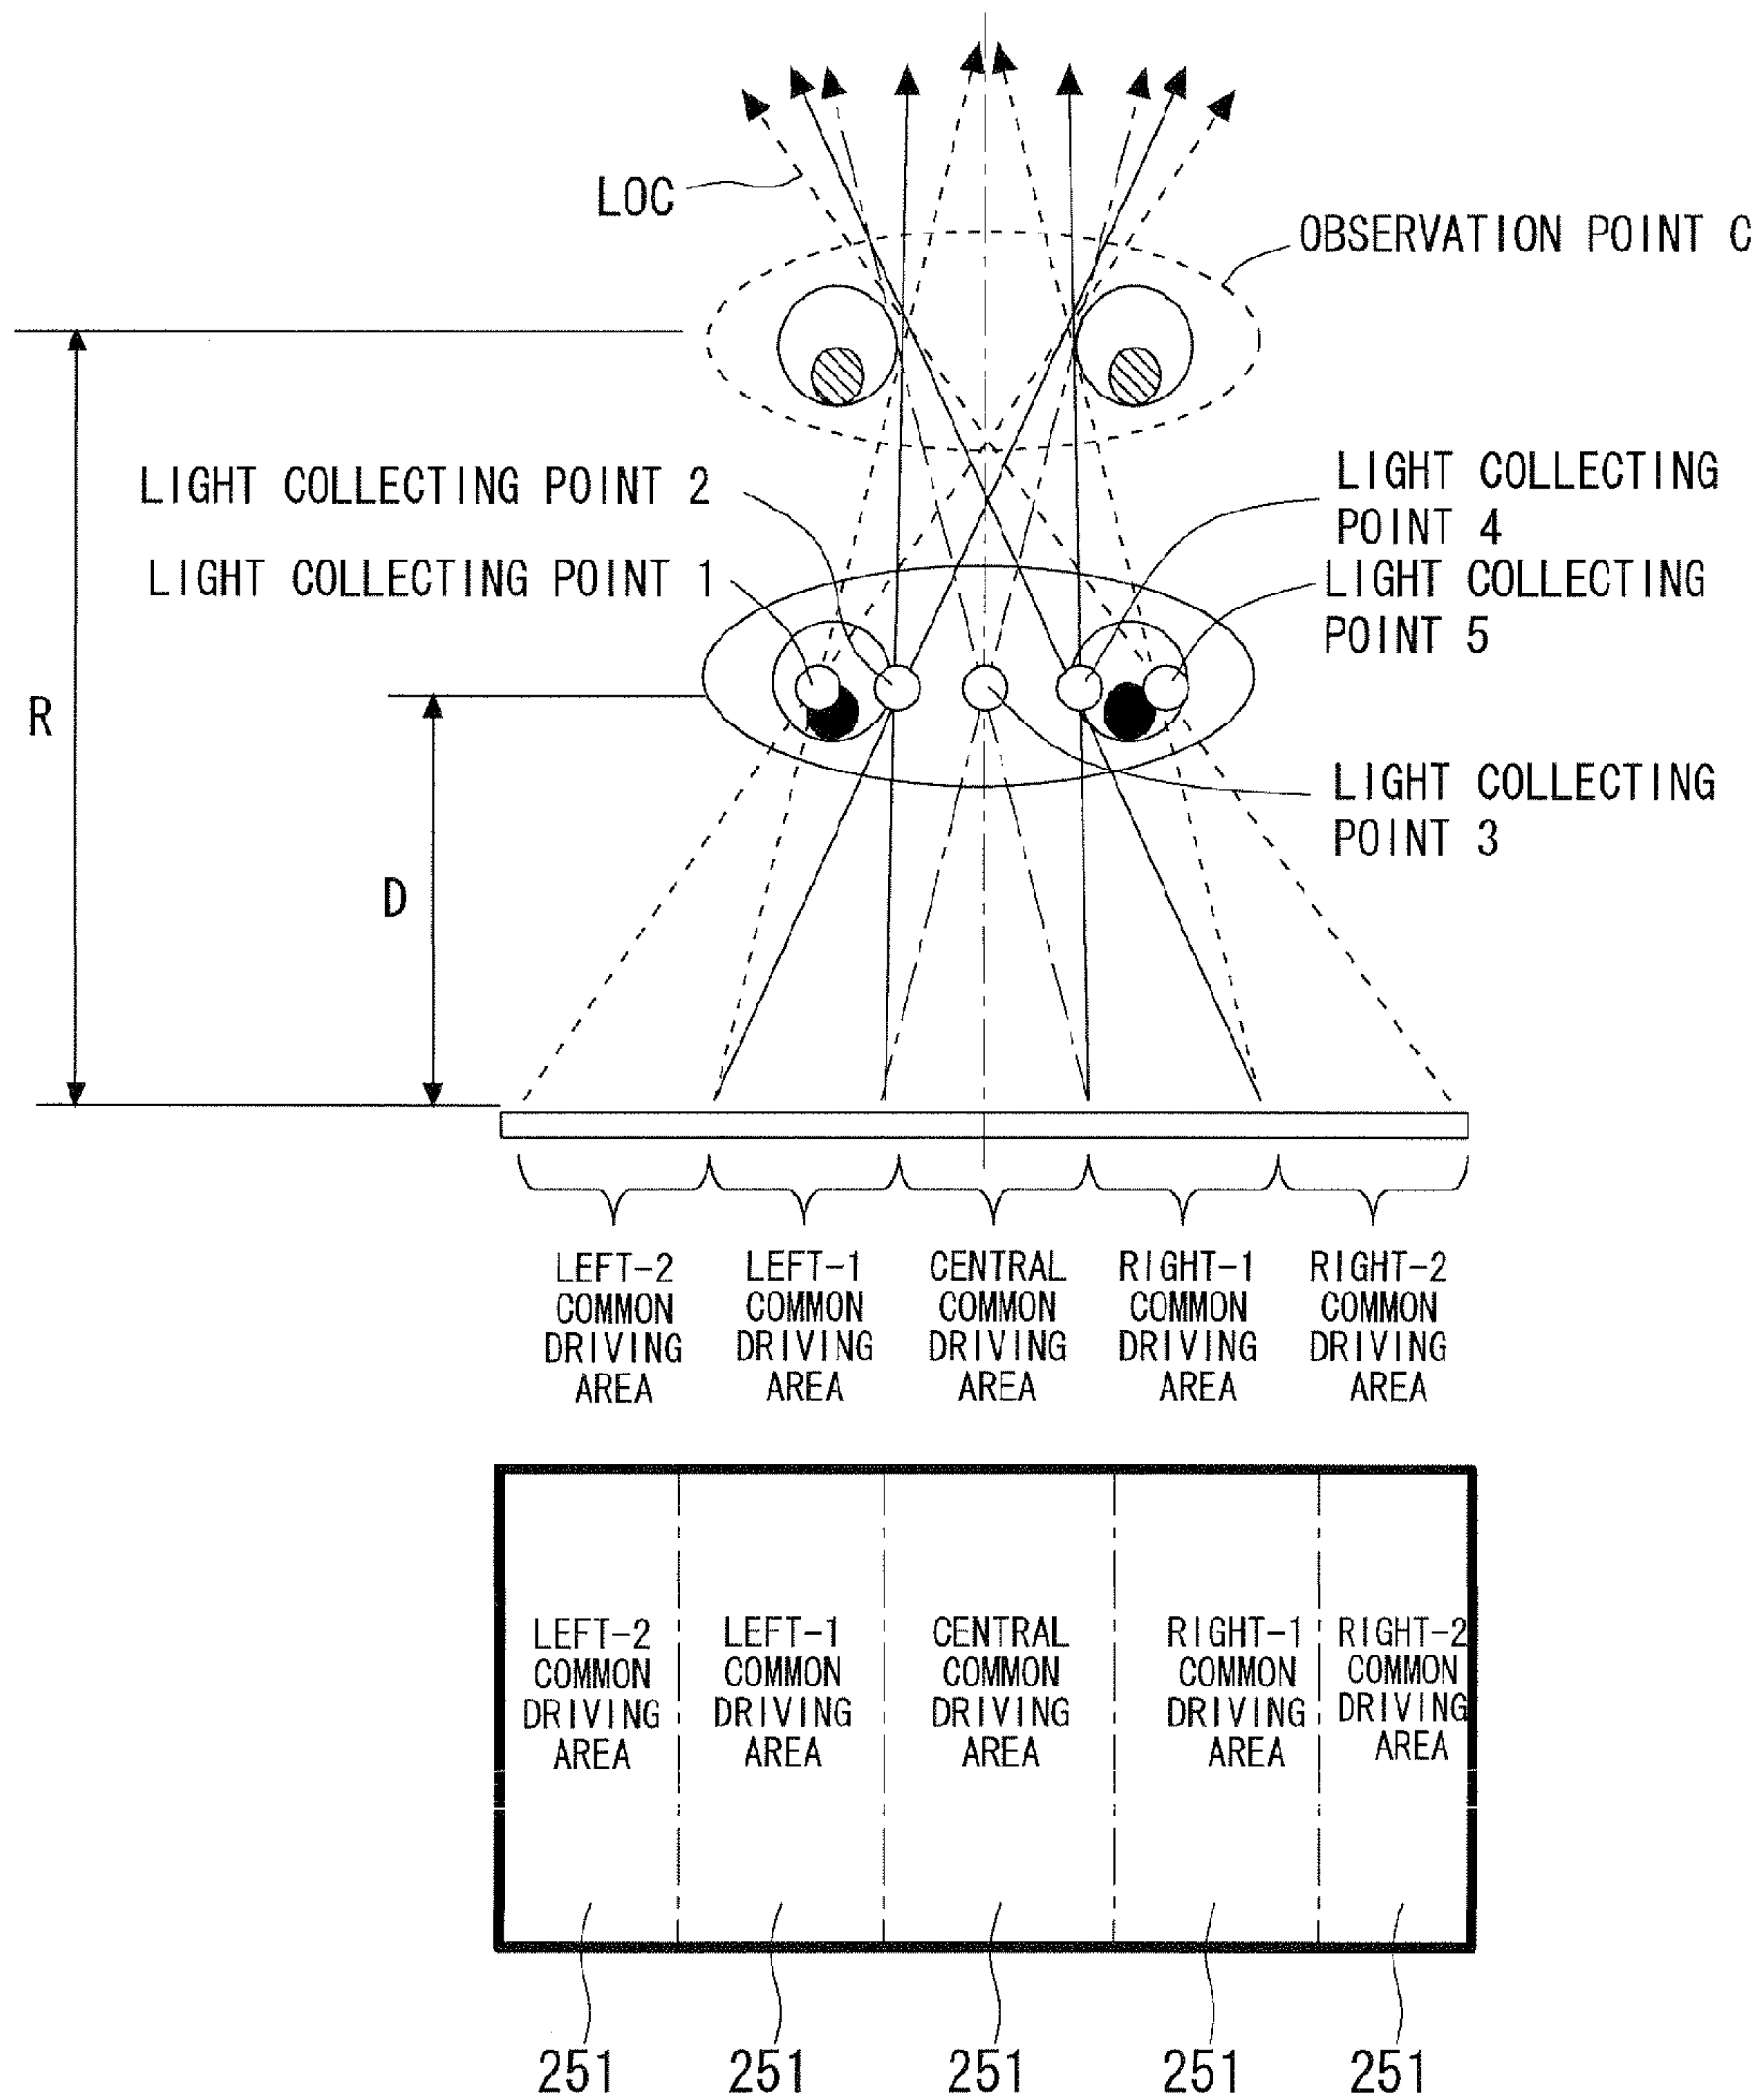 LOC
OBSERVATION POINT C
LIGHT COLLECTING POINT 2
LIGHT COLLECTING
POINT 4
LIGHT COLLECTING POINT 1
LIGHT COLLECTING
POINT 5
R
LIGHT COLLECTING
POINT 3
D
LEFT-2
COMMON
DRIVING
AREA
LEFT-1
COMMON
DRIVING
AREA
CENTRAL
COMMON
DRIVING
AREA
RIGHT-1
COMMON
DRIVING
AREA
RIGHT-2
COMMON
DRIVING
AREA
LEFT-2
COMMON
DRIVING
AREA
LEFT-1
COMMON
DRIVING
AREA
CENTRAL
COMMON
DRIVING
AREA
RIGHT-1
COMMON
DRIVING
AREA
RIGHT-2
COMMON
DRIVING
AREA
251 251 251 251 251